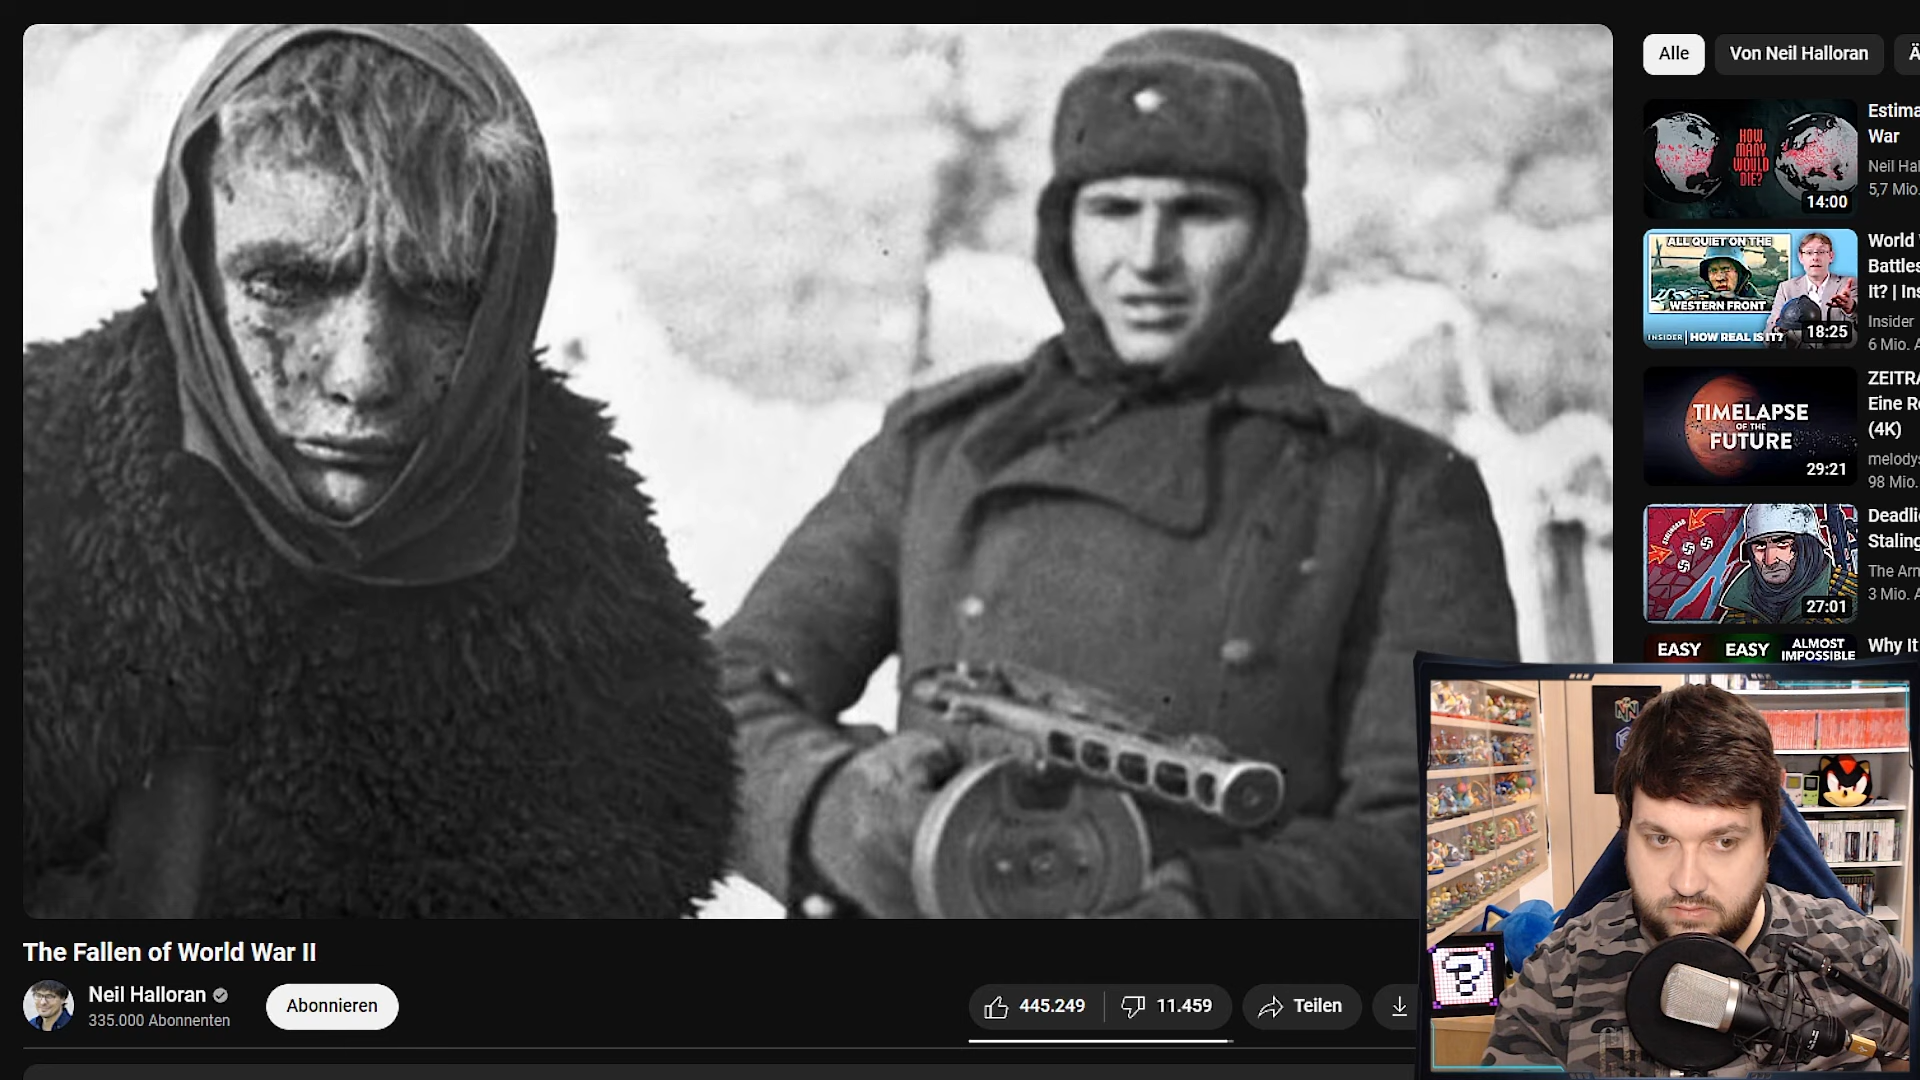 The Fallen of World War II
Neil Halloran
335.000 Abonnenten
Abonnieren
445.249
11.459
Teilen
Alle
Von Neil Halloran
Ä
HOW
MANY
WOULD
DIE?
14:00
Estima
War
Neil Hal
5,7 Mio.
ALL QUIET ON THE
WESTERN FRONT
INSIDER | HOW REAL IS IT?
18:25
World
Battles
It? | Ins
Insider
6 Mio. A
TIMELAPSE
OF THE
FUTURE
29:21
ZEITRA
Eine Re
(4K)
melodys
98 Mio.
STALINGRAD
27:01
Deadli
Staling
The Arm
3 Mio. A
EASY
EASY
ALMOST
IMPOSSIBLE
Why It
?